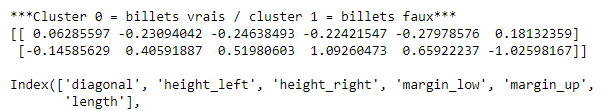 ***Cluster 0 = billets vrais / cluster 1 = billets faux***
[[ 0.06285597 -0.23094042 -0.24638493 -0.22421547 -0.27978576  0.18132359]
 [-0.14585629  0.40591887  0.51980603  1.09260473  0.65922237 -1.02598167]]
Index(['diagonal', 'height_left', 'height_right', 'margin_low', 'margin_up',
       'length'],